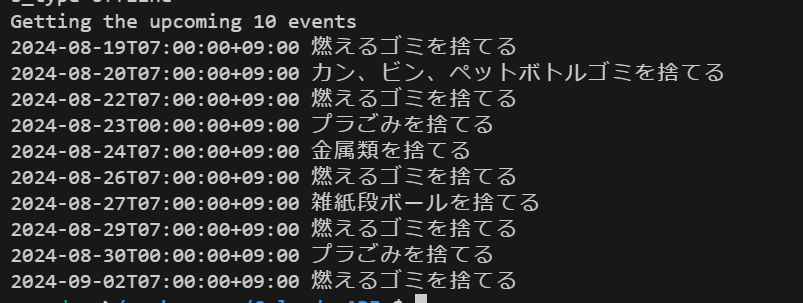 Getting the upcoming 10 events
2024-08-19T07:00:00+09:00 燃えるゴミを捨てる
2024-08-20T07:00:00+09:00 カン、ビン、ペットボトルゴミを捨てる
2024-08-22T07:00:00+09:00 燃えるゴミを捨てる
2024-08-23T00:00:00+09:00 プラごみを捨てる
2024-08-24T07:00:00+09:00 金属類を捨てる
2024-08-26T07:00:00+09:00 燃えるゴミを捨てる
2024-08-27T07:00:00+09:00 雑紙段ボールを捨てる
2024-08-29T07:00:00+09:00 燃えるゴミを捨てる
2024-08-30T00:00:00+09:00 プラごみを捨てる
2024-09-02T07:00:00+09:00 燃えるゴミを捨てる